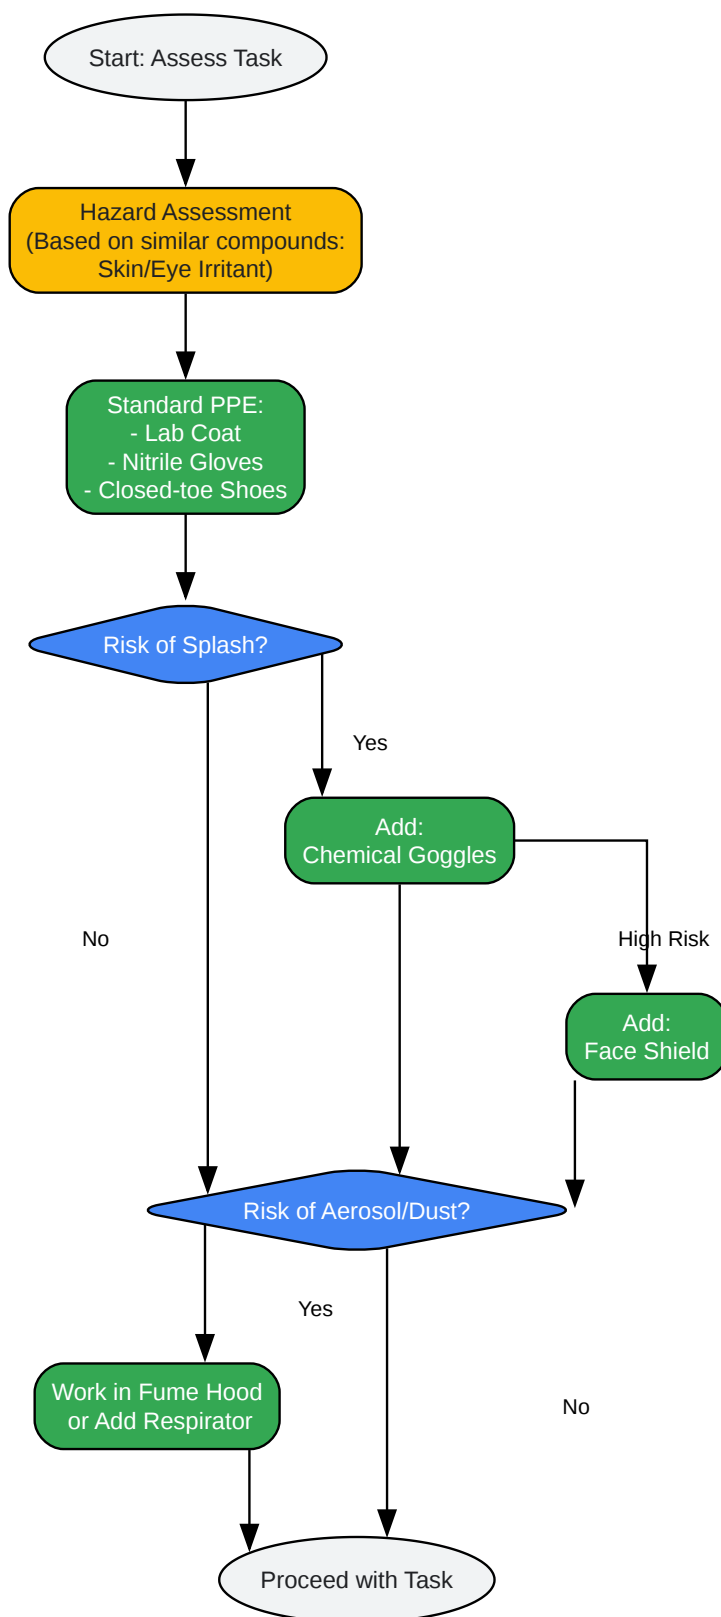 Start: Assess Task
Hazard Assessment
(Based on similar compounds:
Skin/Eye Irritant)
Standard PPE:
- Lab Coat
- Nitrile Gloves
- Closed-toe Shoes
Risk of Splash?
Yes
Add:
Chemical Goggles
No
High Risk
Add:
Face Shield
Risk of Aerosol/Dust?
Yes
Work in Fume Hood
or Add Respirator
No
Proceed with Task